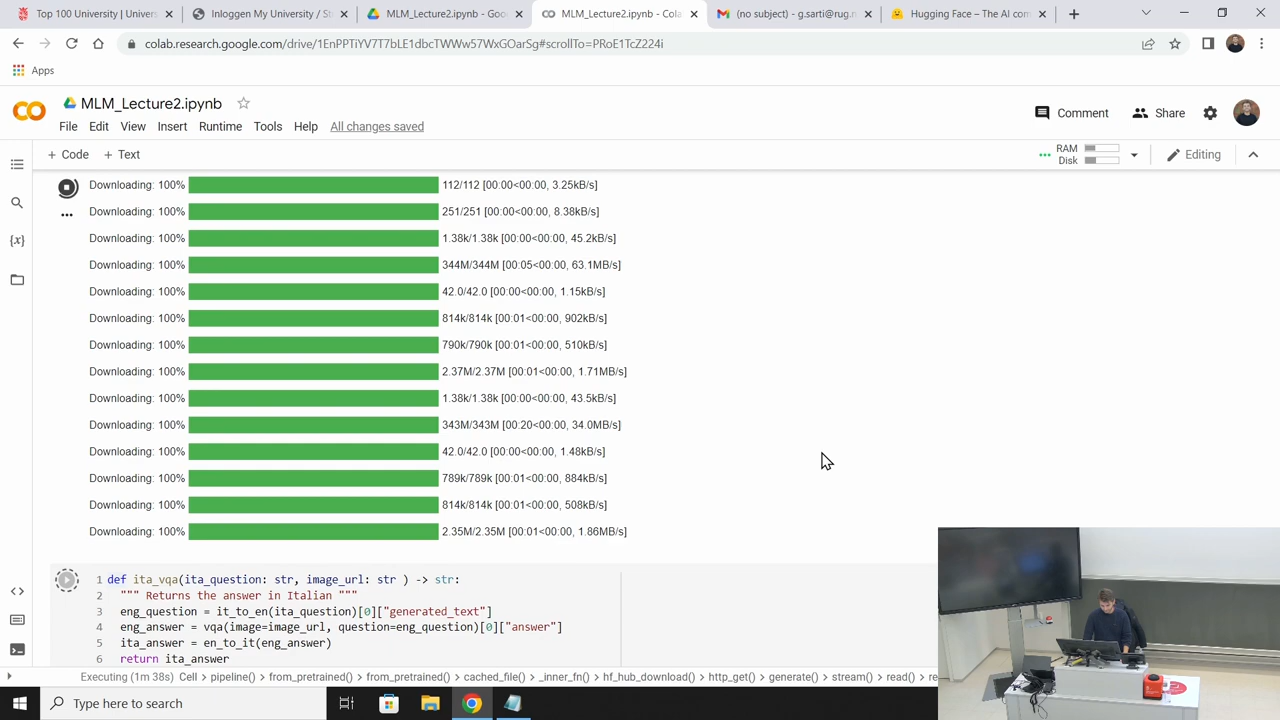 Top 100 University | Univers
Inloggen My University / St
MLM_Lecture2.ipynb - Goo
MLM_Lecture2.ipynb - Colab
(no subject) - g.sarti@rug.n
Hugging Face – The AI com
colab.research.google.com/drive/1EnPPTiYV7T7bLE1dbcTWWw57WxGOarSg#scrollTo=PRoE1TcZ224i
Apps
MLM_Lecture2.ipynb
Comment Share
File Edit View Insert Runtime Tools Help All changes saved
+ Code + Text
RAM
Disk
Editing
Downloading: 100% 112/112 [00:00<00:00, 3.25kB/s]
Downloading: 100% 251/251 [00:00<00:00, 8.38kB/s]
Downloading: 100% 1.38k/1.38k [00:00<00:00, 45.2kB/s]
Downloading: 100% 344M/344M [00:05<00:00, 63.1MB/s]
Downloading: 100% 42.0/42.0 [00:00<00:00, 1.15kB/s]
Downloading: 100% 814k/814k [00:01<00:00, 902kB/s]
Downloading: 100% 790k/790k [00:01<00:00, 510kB/s]
Downloading: 100% 2.37M/2.37M [00:01<00:00, 1.71MB/s]
Downloading: 100% 1.38k/1.38k [00:00<00:00, 43.5kB/s]
Downloading: 100% 343M/343M [00:20<00:00, 34.0MB/s]
Downloading: 100% 42.0/42.0 [00:00<00:00, 1.48kB/s]
Downloading: 100% 789k/789k [00:01<00:00, 884kB/s]
Downloading: 100% 814k/814k [00:01<00:00, 508kB/s]
Downloading: 100% 2.35M/2.35M [00:01<00:00, 1.86MB/s]
1 def ita_vqa(ita_question: str, image_url: str ) -> str:
2 """ Returns the answer in Italian """
3 eng_question = it_to_en(ita_question)[0]["generated_text"]
4 eng_answer = vqa(image=image_url, question=eng_question)[0]["answer"]
5 ita_answer = en_to_it(eng_answer)
6 return ita_answer
Executing (1m 38s) Cell > pipeline() > from_pretrained() > from_pretrained() > cached_file() > _inner_fn() > hf_hub_download() > http_get() > generate() > stream() > read() > re
Type here to search